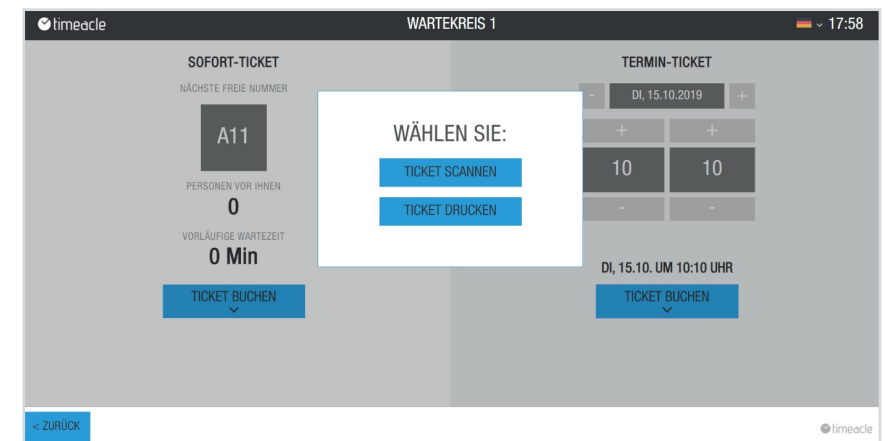 timeacle
WARTEKREIS 1
17:58
SOFORT-TICKET
NÄCHSTE FREIE NUMMER
A11
PERSONEN VOR IHNEN
0
VORLÄUFIGE WARTEZEIT
0 Min
TICKET BUCHEN
WÄHLEN SIE:
TICKET SCANNEN
TICKET DRUCKEN
TERMIN-TICKET
- DI, 15.10.2019 +
+ +
10 10
- -
DI, 15.10. UM 10:10 UHR
TICKET BUCHEN
< ZURÜCK
timeacle